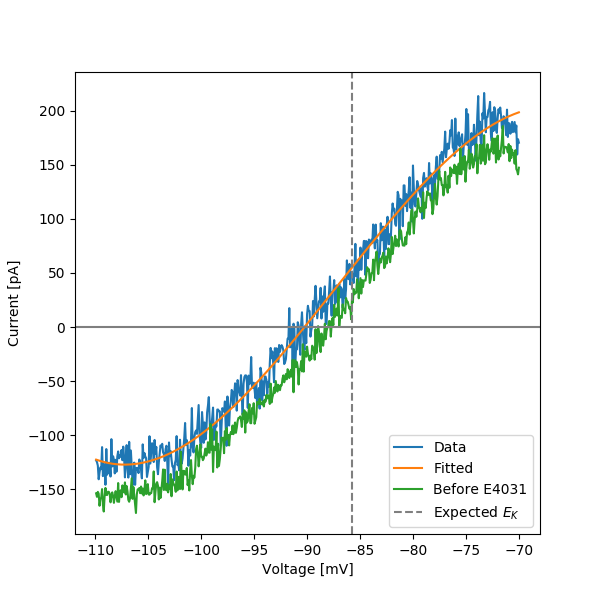 200
150
100
50
0
−50
−100
−150
Current [pA]
−110 −105 −100 −95 −90 −85 −80 −75 −70
Voltage [mV]
Data
Fitted
Before E4031
Expected E_K